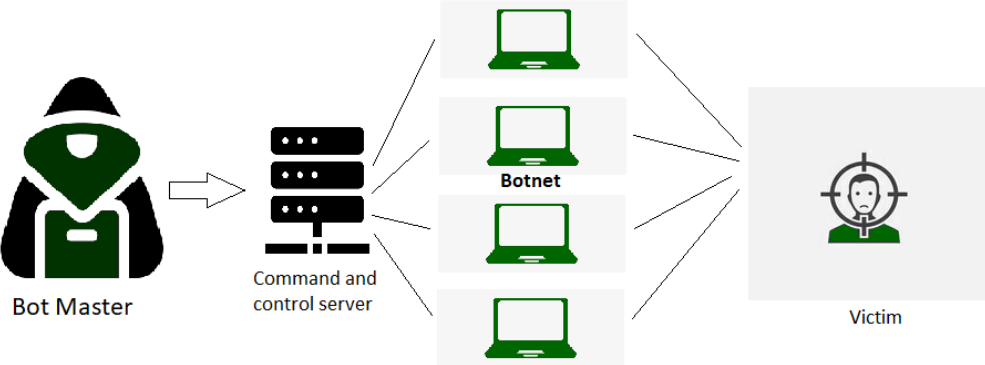 Bot Master
Command and
control server
Botnet
Victim